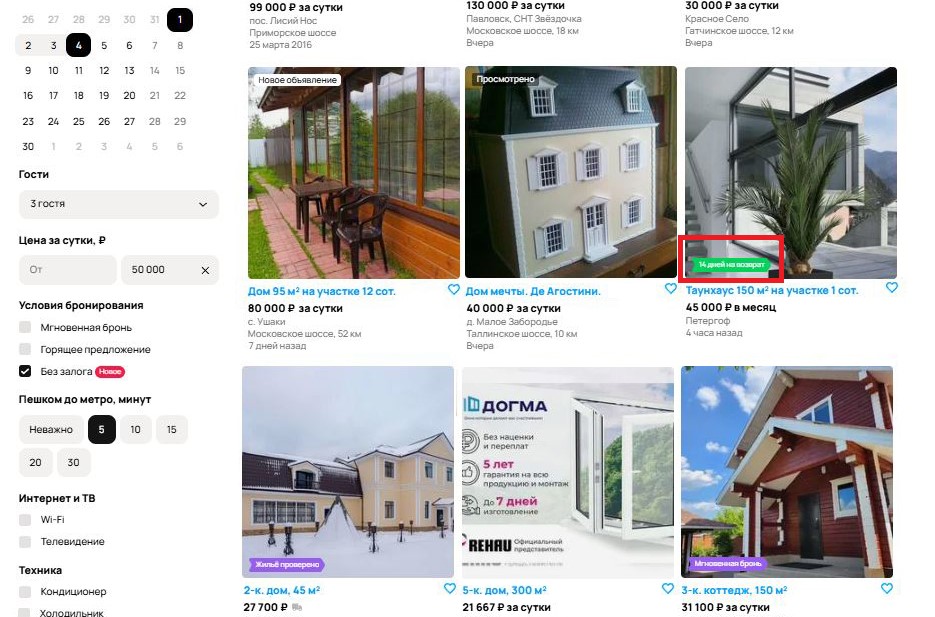 26 27 28 29 30 31 1
2 3 4 5 6 7 8
9 10 11 12 13 14 15
16 17 18 19 20 21 22
23 24 25 26 27 28 29
30 1 2 3 4 5 6
Гости
3 гостя
Цена за сутки, ₽
От
50 000
Условия бронирования
Мгновенная бронь
Горящее предложение
Без залога Новое
Пешком до метро, минут
Неважно 5 10 15
20 30
Интернет и ТВ
Wi-Fi
Телевидение
Техника
Кондиционер
Холодильник
99 000 ₽ за сутки
пос. Лисий Нос
Приморское шоссе
25 марта 2016
130 000 ₽ за сутки
Павловск, СНТ Звёздочка
Московское шоссе, 18 км
Вчера
30 000 ₽ за сутки
Красное Село
Гатчинское шоссе, 12 км
Вчера
Новое объявление
Дом 95 м² на участке 12 сот.
80 000 ₽ за сутки
с. Ушаки
Московское шоссе, 52 км
7 дней назад
Просмотрено
Дом мечты. Де Агостини.
40 000 ₽ за сутки
д. Малое Забородье
Таллинское шоссе, 10 км
Вчера
14 дней на возврат
Таунхаус 150 м² на участке 1 сот.
45 000 ₽ в месяц
Петергоф
4 часа назад
Жильё проверено
2-к. дом, 45 м²
27 700 ₽
ДОГМА
Без наценки
и переплат
5 лет
гарантия на всю
продукцию и монтаж
До 7 дней
изготовление
REHAU
Официальный
представитель
5-к. дом, 300 м²
21 667 ₽ за сутки
Мгновенная бронь
3-к. коттедж, 150 м²
31 100 ₽ за сутки